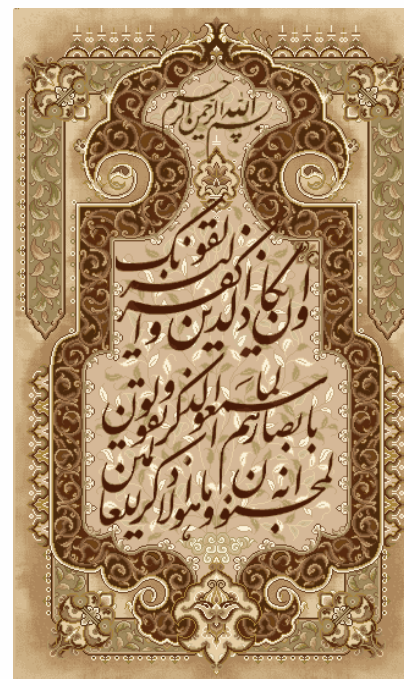 بسم الله الرحمن الرحیم
وان یکاد الذین کفروا لیزلقونک
بابصارهم لما سمعوا الذکر ویقولون
انه لمجنون وما هو الا ذکر للعالمین